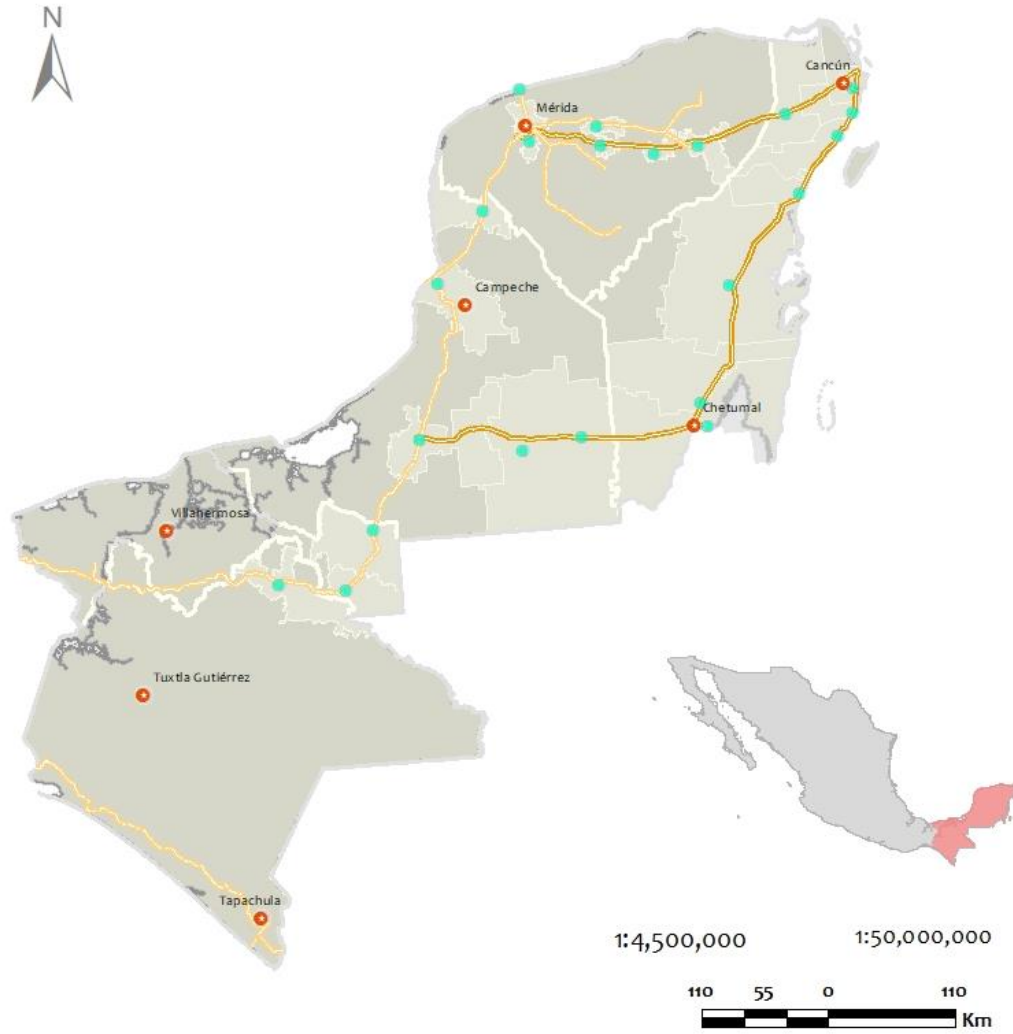 N
Cancún
Mérida
Campeche
Chetumal
Villahermosa
Tuxtla Gutiérrez
Tapachula
1:4,500,000
1:50,000,000
110 55 0 110
Km